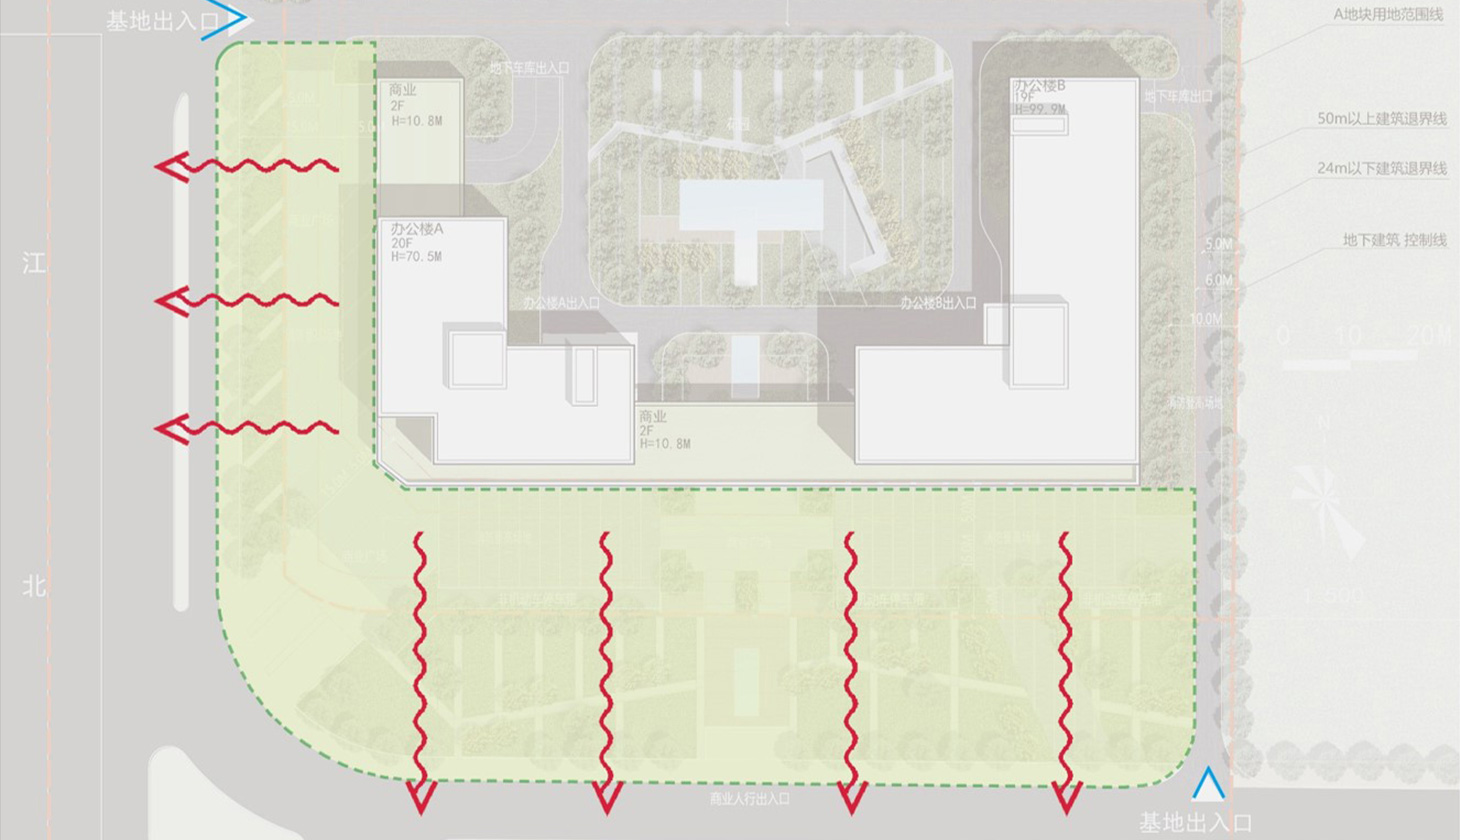 基地出入口
A地块用地范围线
地下车库出入口
商业
2F
H=10.8M
办公楼B
19F
H=99.9M
地下车库出口
花园
50m以上建筑退界线
24m以下建筑退界线
办公楼A
20F
H=70.5M
地下建筑 控制线
江
5.0M
6.0M
10.0M
办公楼A出入口
办公楼B出入口
0 10 20M
商业
2F
H=10.8M
N
北
商业人行出入口
基地出入口